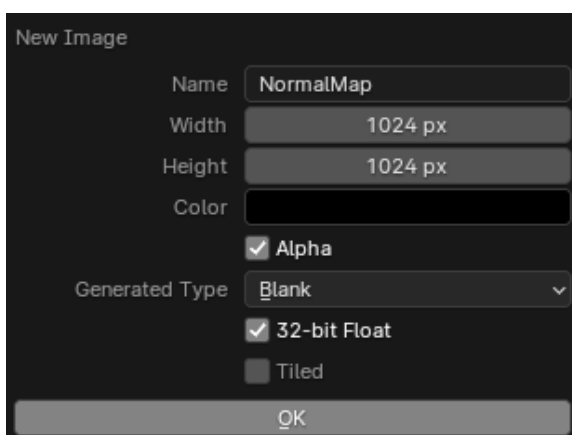 New Image
Name NormalMap
Width 1024 px
Height 1024 px
Color
Alpha
Generated Type Blank
32-bit Float
Tiled
OK